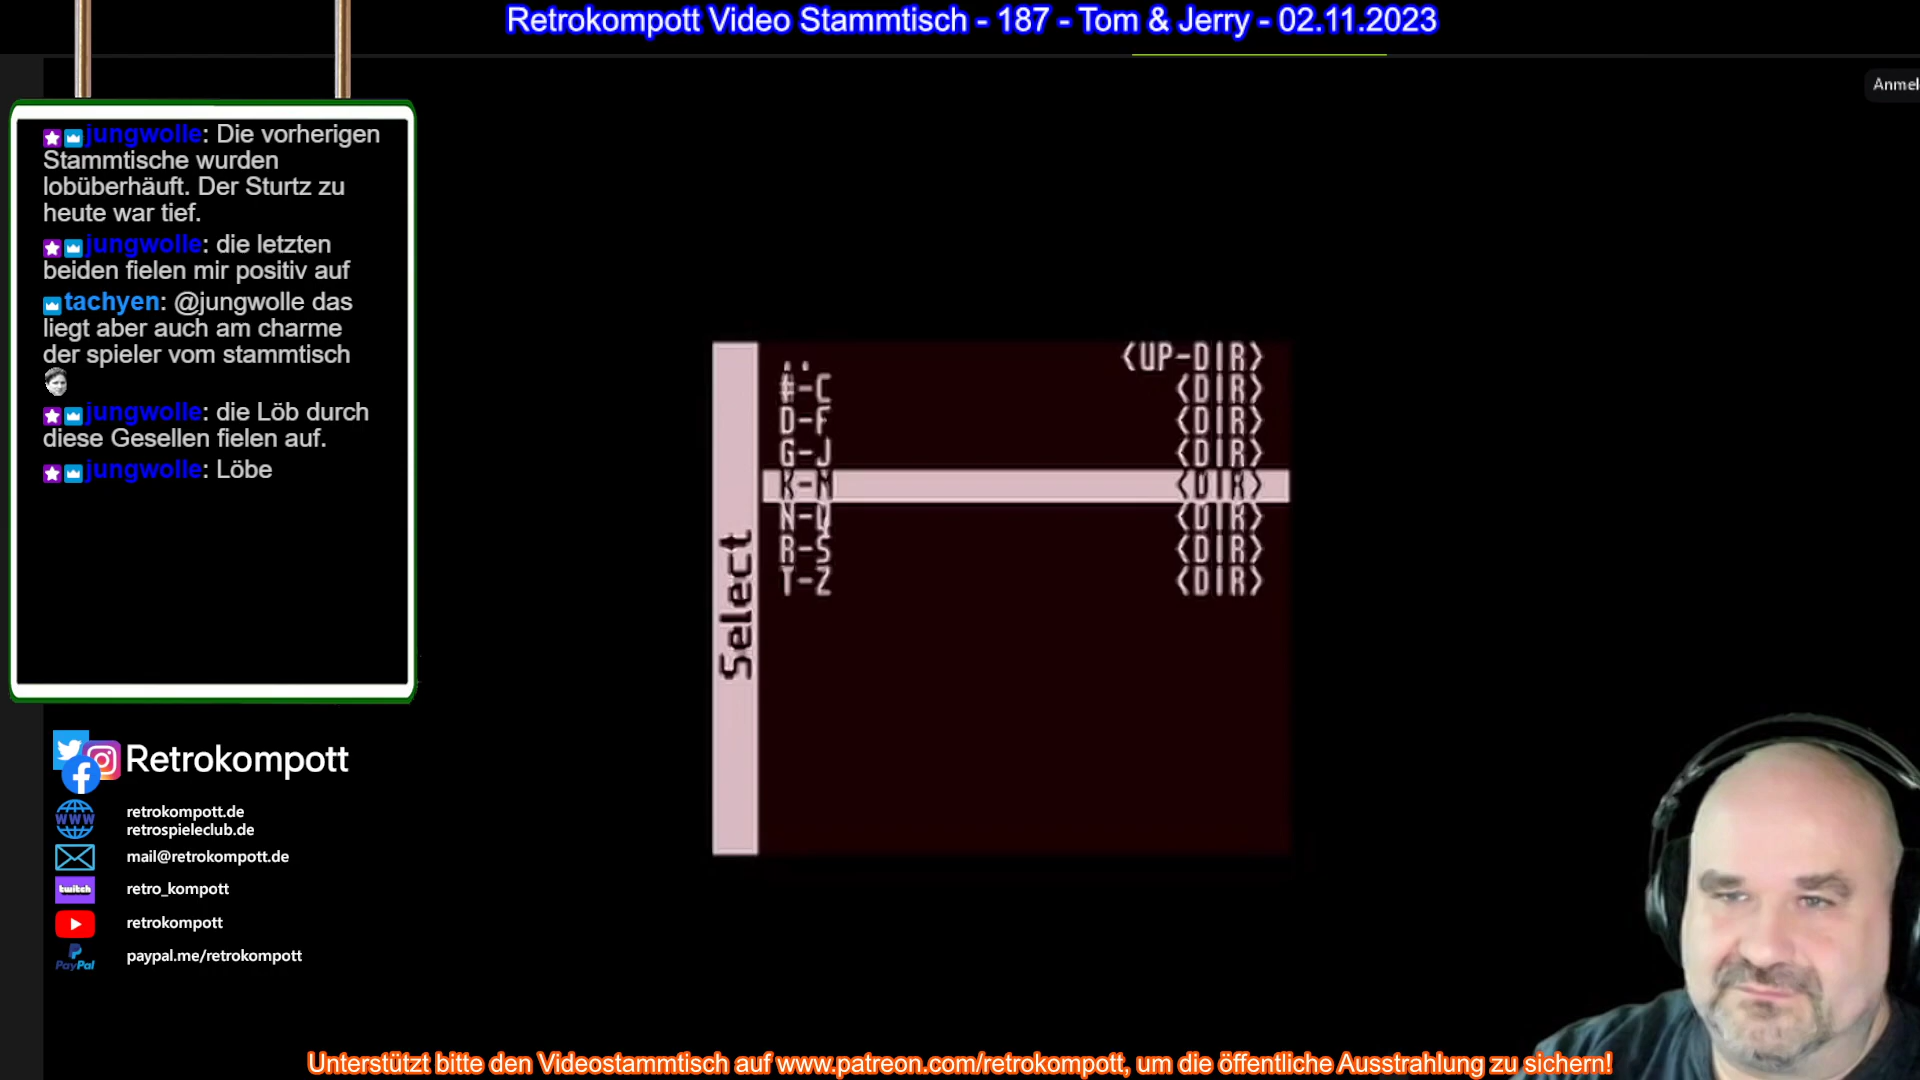 Retrokompott Video Stammtisch - 187 - Tom & Jerry - 02.11.2023
Anmel
jungwolle: Die vorherigen
Stammtische wurden
lobüberhäuft. Der Sturtz zu
heute war tief.
jungwolle: die letzten
beiden fielen mir positiv auf
tachyen: @jungwolle das
liegt aber auch am charme
der spieler vom stammtisch
jungwolle: die Löb durch
diese Gesellen fielen auf.
jungwolle: Löbe
Select
.. <UP-DIR>
#-C <DIR>
D-F <DIR>
G-J <DIR>
K-M <DIR>
N-Q <DIR>
R-S <DIR>
T-Z <DIR>
Retrokompott
WWW
retrokompott.de
retrospieleclub.de
mail@retrokompott.de
twitch
retro_kompott
retrokompott
PayPal
paypal.me/retrokompott
Unterstützt bitte den Videostammtisch auf www.patreon.com/retrokompott, um die öffentliche Ausstrahlung zu sichern!